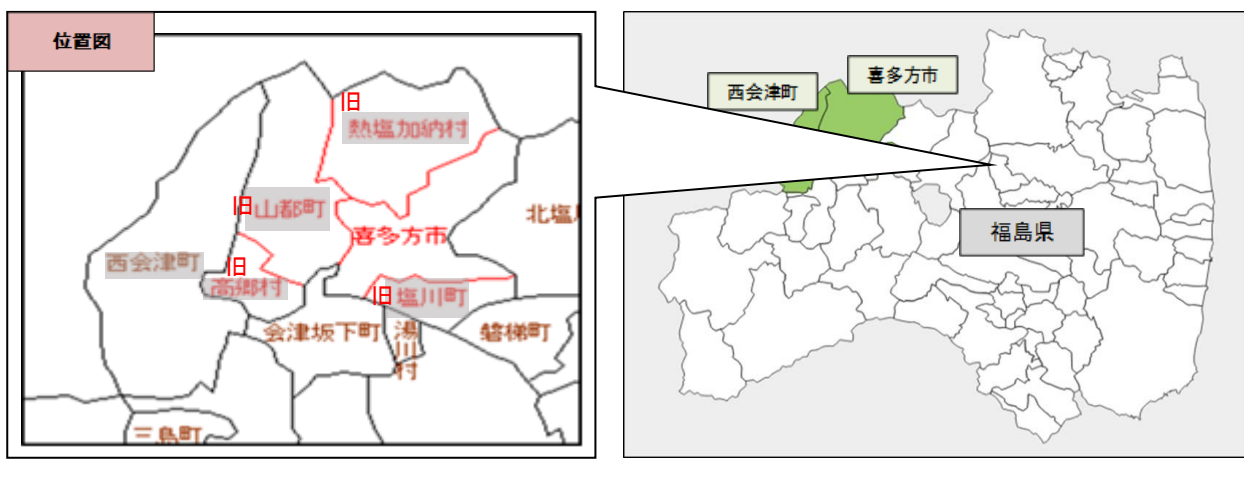 位置図
旧
熱塩加納村
旧山都町
北塩
喜多方市
西会津町
旧
高郷村
旧塩川町
会津坂下町
湯川村
磐梯町
三島町
西会津町
喜多方市
福島県